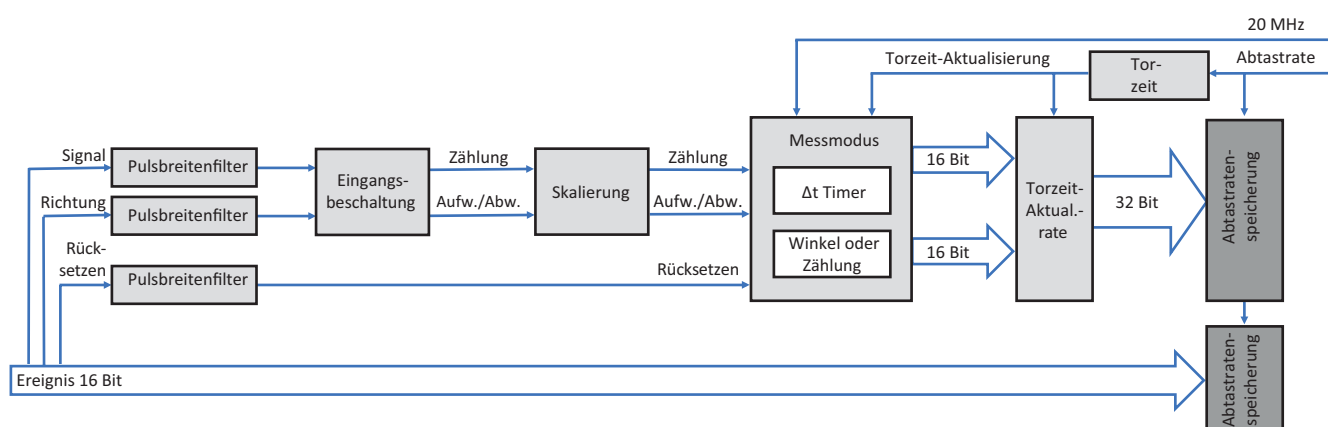 20 MHz
Torzeit-Aktualisierung
Tor-
zeit
Abtastrate
Signal
Pulsbreitenfilter
Richtung
Pulsbreitenfilter
Rück-
setzen
Pulsbreitenfilter
Eingangs-
beschaltung
Zählung
Aufw./Abw.
Skalierung
Zählung
Aufw./Abw.
Rücksetzen
Messmodus
Δt Timer
Winkel oder
Zählung
16 Bit
16 Bit
Torzeit-
Aktual.-
rate
32 Bit
Abtastraten-
speicherung
Ereignis 16 Bit
Abtastraten-
speicherung